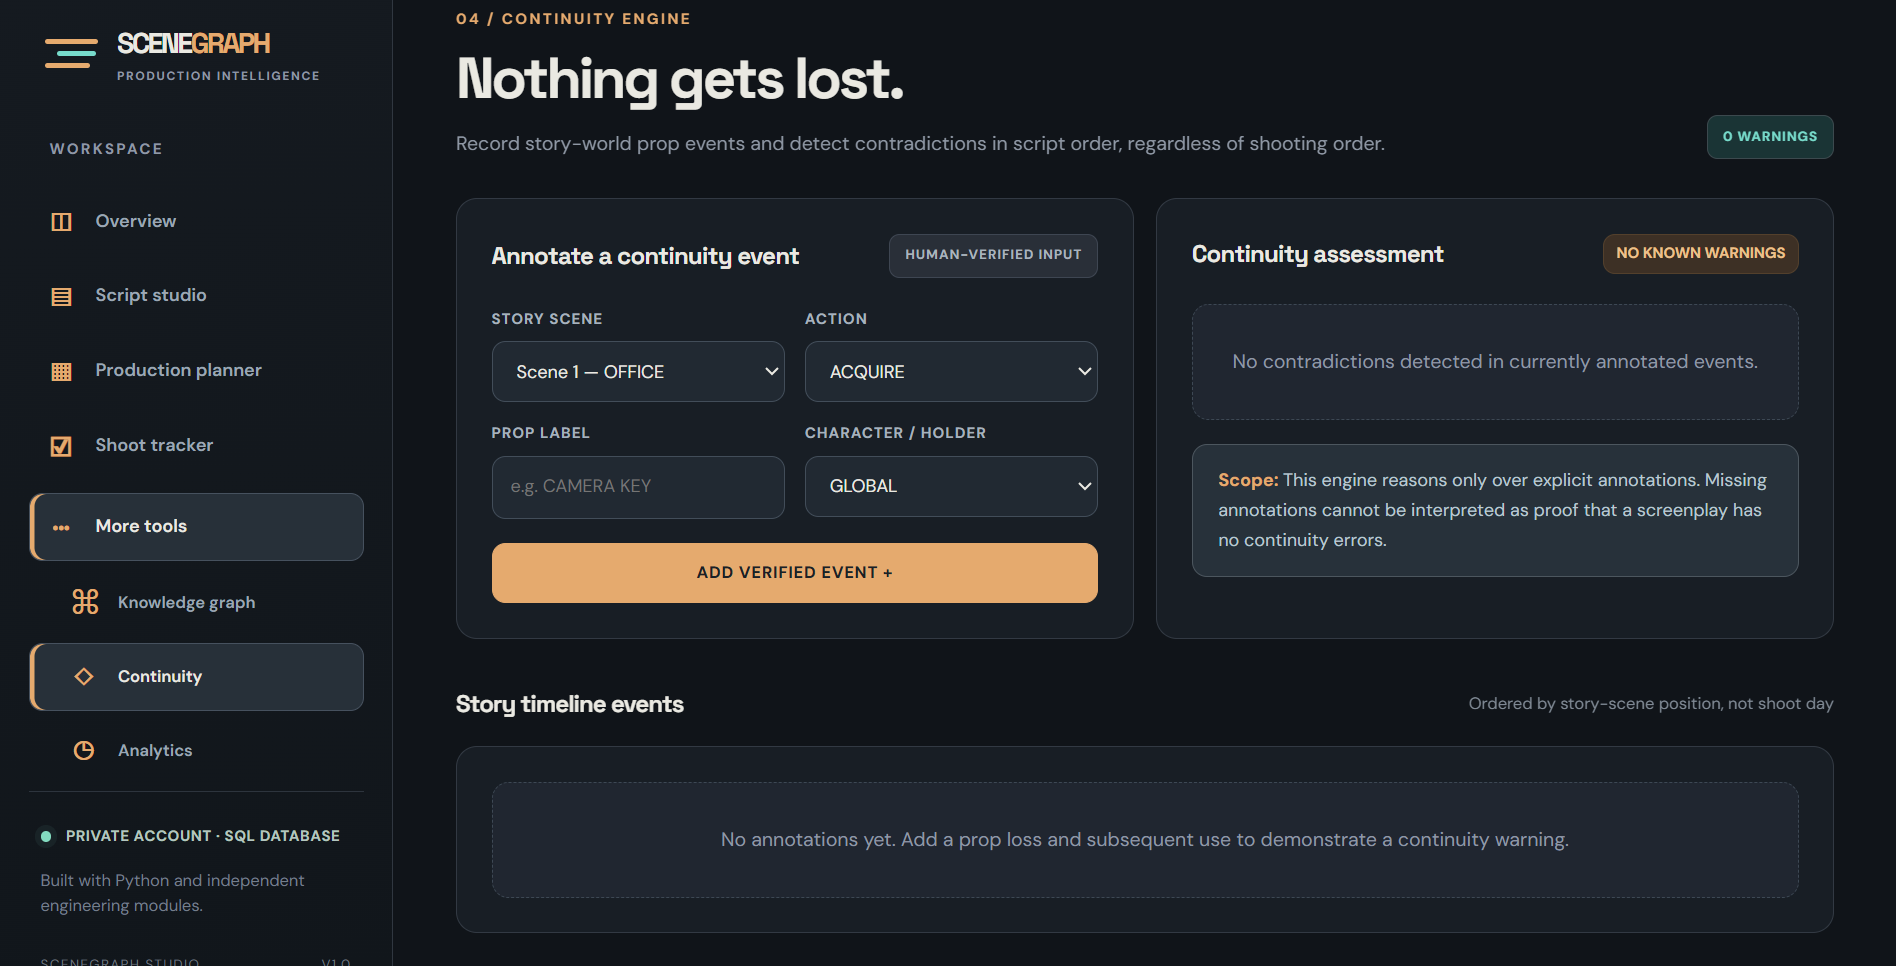 SCENEGRAPH
PRODUCTION INTELLIGENCE
WORKSPACE
Overview
Script studio
Production planner
Shoot tracker
More tools
Knowledge graph
Continuity
Analytics
PRIVATE ACCOUNT · SQL DATABASE
Built with Python and independent
engineering modules.
SCENEGRAPH STUDIO V1.0
04 / CONTINUITY ENGINE
Nothing gets lost.
Record story-world prop events and detect contradictions in script order, regardless of shooting order.
0 WARNINGS
Annotate a continuity event
HUMAN-VERIFIED INPUT
STORY SCENE
Scene 1 — OFFICE
ACTION
ACQUIRE
PROP LABEL
e.g. CAMERA KEY
CHARACTER / HOLDER
GLOBAL
ADD VERIFIED EVENT +
Continuity assessment
NO KNOWN WARNINGS
No contradictions detected in currently annotated events.
Scope: This engine reasons only over explicit annotations. Missing
annotations cannot be interpreted as proof that a screenplay has
no continuity errors.
Story timeline events
Ordered by story-scene position, not shoot day
No annotations yet. Add a prop loss and subsequent use to demonstrate a continuity warning.